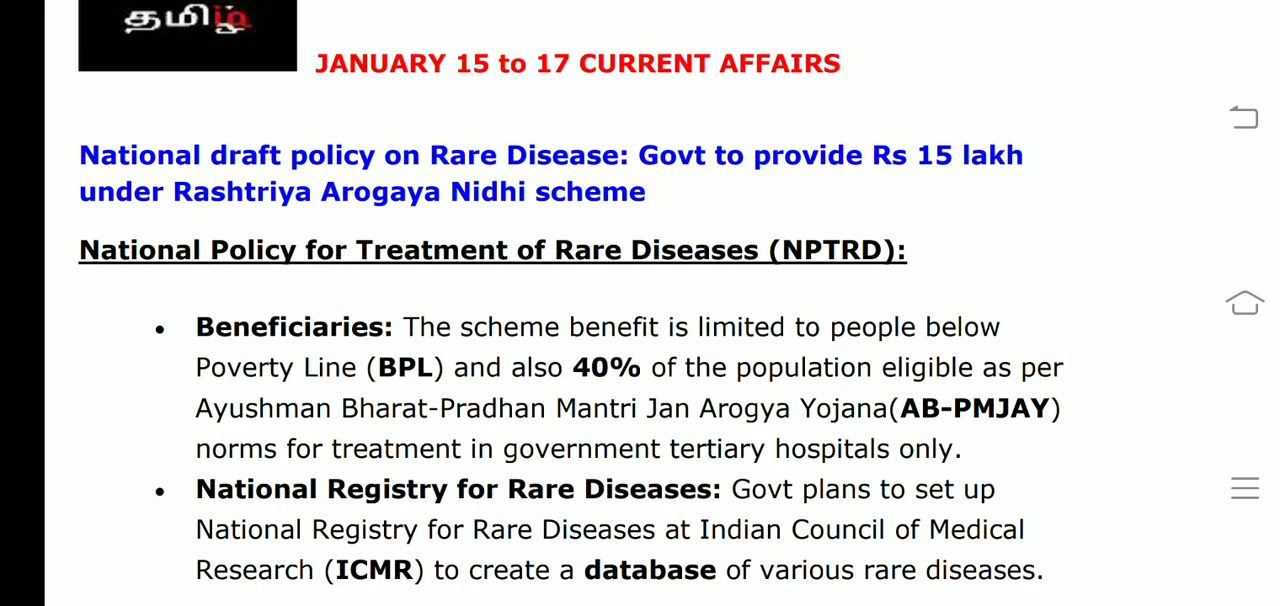 தமிழ்
JANUARY 15 to 17 CURRENT AFFAIRS
National draft policy on Rare Disease: Govt to provide Rs 15 lakh
under Rashtriya Arogaya Nidhi scheme
National Policy for Treatment of Rare Diseases (NPTRD):
• Beneficiaries: The scheme benefit is limited to people below
Poverty Line (BPL) and also 40% of the population eligible as per
Ayushman Bharat-Pradhan Mantri Jan Arogya Yojana(AB-PMJAY)
norms for treatment in government tertiary hospitals only.
• National Registry for Rare Diseases: Govt plans to set up
National Registry for Rare Diseases at Indian Council of Medical
Research (ICMR) to create a database of various rare diseases.